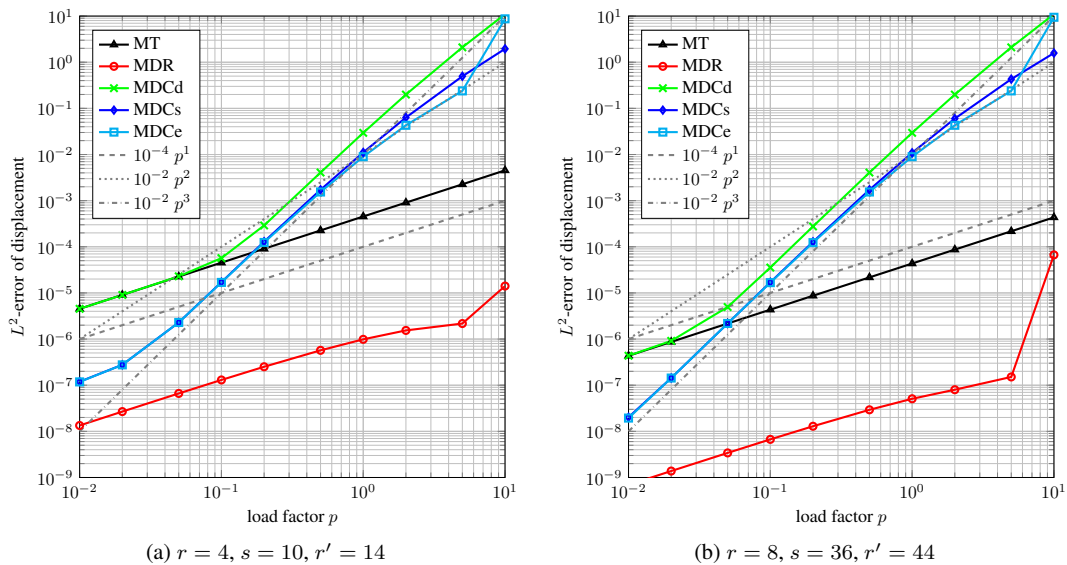 10^1
10^0
10^-1
10^-2
10^-3
10^-4
10^-5
10^-6
10^-7
10^-8
10^-9
L^2-error of displacement
MT
MDR
MDCd
MDCs
MDCe
10^-4 p^1
10^-2 p^2
10^-2 p^3
10^-2 10^-1 10^0 10^1
load factor p
(a) r = 4, s = 10, r′ = 14
10^1
10^0
10^-1
10^-2
10^-3
10^-4
10^-5
10^-6
10^-7
10^-8
10^-9
L^2-error of displacement
MT
MDR
MDCd
MDCs
MDCe
10^-4 p^1
10^-2 p^2
10^-2 p^3
10^-2 10^-1 10^0 10^1
load factor p
(b) r = 8, s = 36, r′ = 44